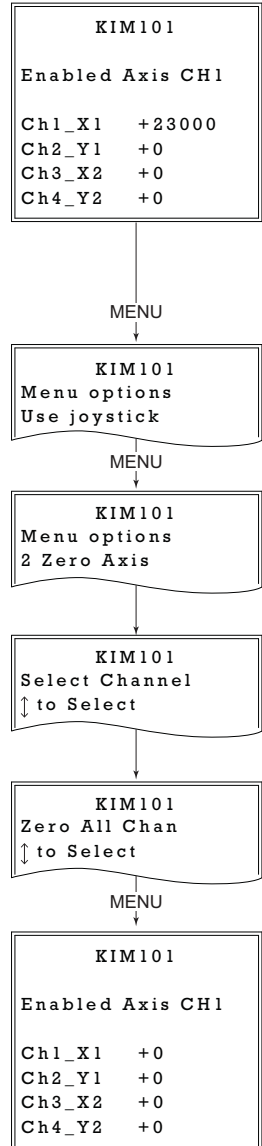 KIM101
Enabled Axis CH1
Ch1_X1 +23000
Ch2_Y1 +0
Ch3_X2 +0
Ch4_Y2 +0
MENU
KIM101
Menu options
Use joystick
MENU
KIM101
Menu options
2 Zero Axis
KIM101
Select Channel
↕ to Select
KIM101
Zero All Chan
↕ to Select
MENU
KIM101
Enabled Axis CH1
Ch1_X1 +0
Ch2_Y1 +0
Ch3_X2 +0
Ch4_Y2 +0